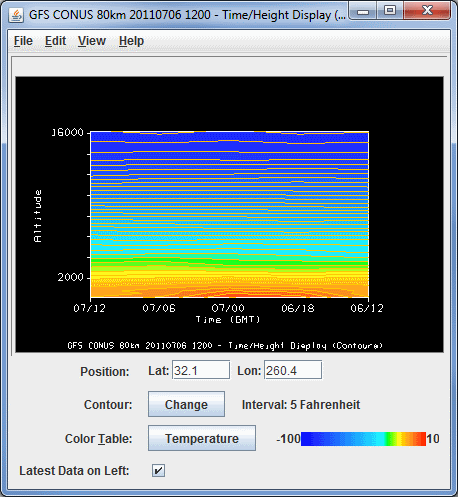 GFS CONUS 80km 20110706 1200 - Time/Height Display (...
File Edit View Help
16000
Altitude
2000
07/12 07/06 07/00 06/18 06/12
Time (GMT)
GFS CONUS 80km 20110706 1200 - Time/Height Display (Contours)
Position: Lat: 32.1 Lon: 260.4
Contour: Change Interval: 5 Fahrenheit
Color Table: Temperature -100 10
Latest Data on Left: